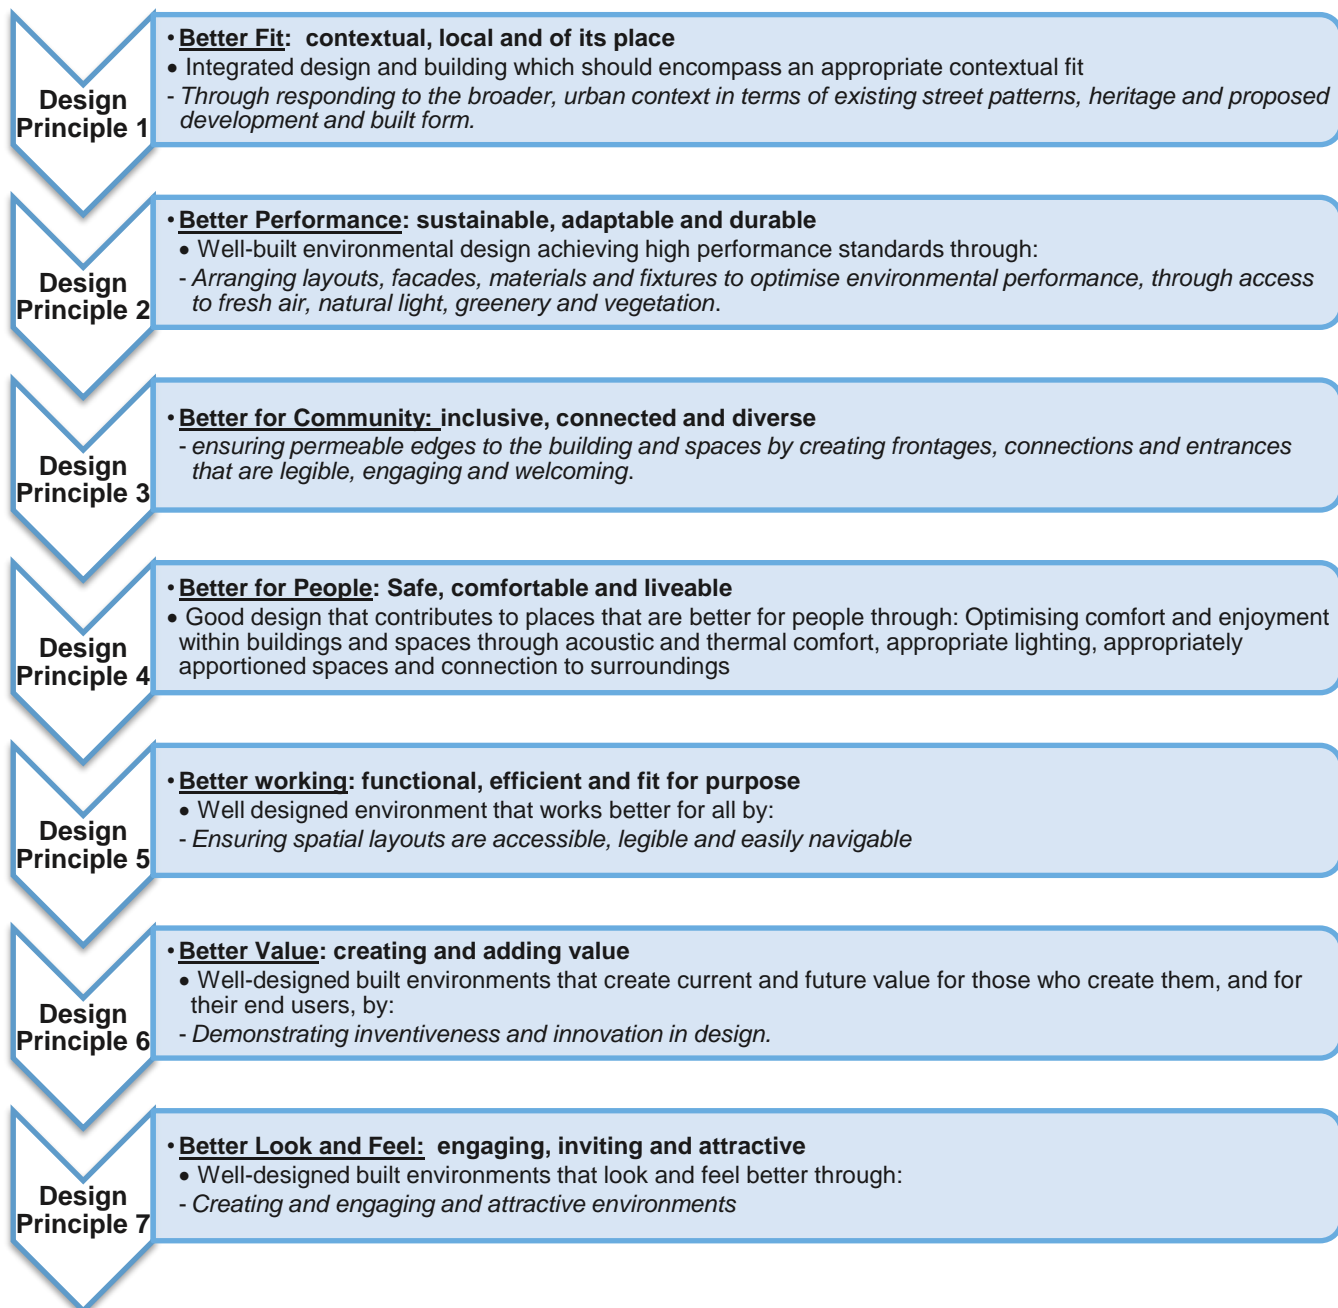 Design
Principle 1
• Better Fit:  contextual, local and of its place
• Integrated design and building which should encompass an appropriate contextual fit
- Through responding to the broader, urban context in terms of existing street patterns, heritage and proposed
development and built form.
Design
Principle 2
• Better Performance: sustainable, adaptable and durable
• Well-built environmental design achieving high performance standards through:
- Arranging layouts, facades, materials and fixtures to optimise environmental performance, through access
to fresh air, natural light, greenery and vegetation.
Design
Principle 3
• Better for Community: inclusive, connected and diverse
- ensuring permeable edges to the building and spaces by creating frontages, connections and entrances
that are legible, engaging and welcoming.
Design
Principle 4
• Better for People: Safe, comfortable and liveable
• Good design that contributes to places that are better for people through: Optimising comfort and enjoyment
within buildings and spaces through acoustic and thermal comfort, appropriate lighting, appropriately
apportioned spaces and connection to surroundings
Design
Principle 5
• Better working: functional, efficient and fit for purpose
• Well designed environment that works better for all by:
- Ensuring spatial layouts are accessible, legible and easily navigable
Design
Principle 6
• Better Value: creating and adding value
• Well-designed built environments that create current and future value for those who create them, and for
their end users, by:
- Demonstrating inventiveness and innovation in design.
Design
Principle 7
• Better Look and Feel:  engaging, inviting and attractive
• Well-designed built environments that look and feel better through:
- Creating and engaging and attractive environments